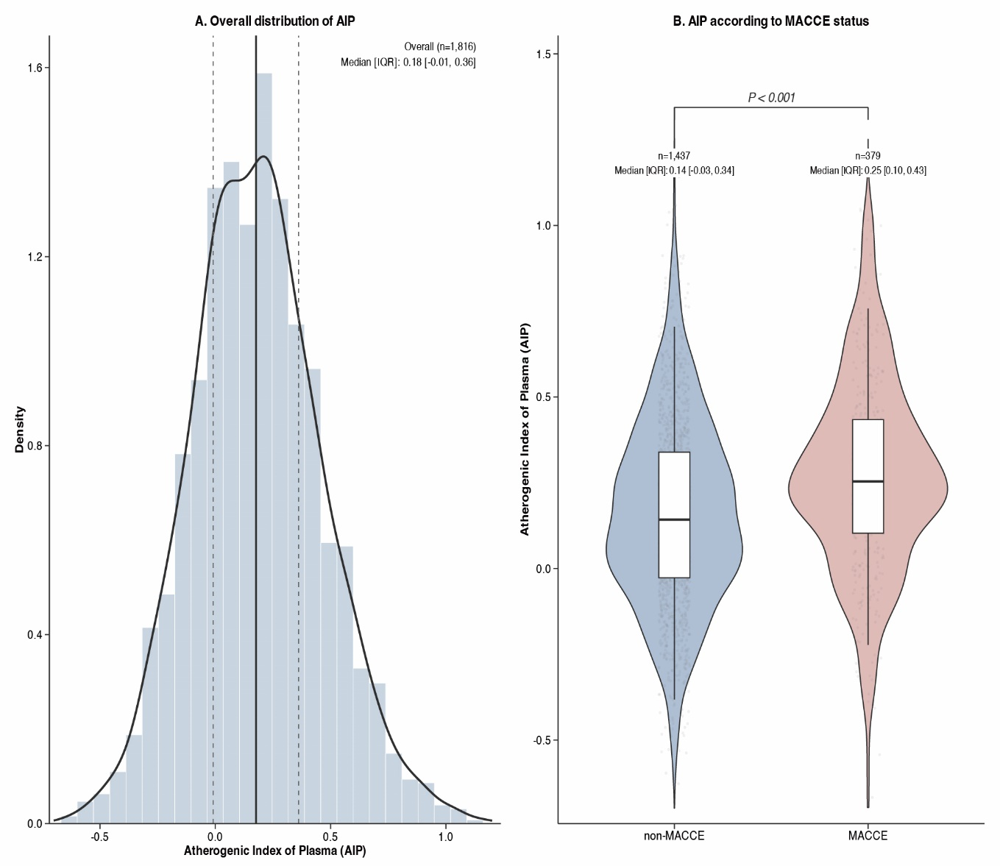 A. Overall distribution of AIP
Overall (n=1,816)
Median [IQR]: 0.18 [-0.01, 0.36]
1.6
1.2
0.8
0.4
0.0
Density
-0.5
0.0
0.5
1.0
Atherogenic Index of Plasma (AIP)
B. AIP according to MACCE status
1.5
1.0
0.5
0.0
-0.5
Atherogenic Index of Plasma (AIP)
P < 0.001
n=1,437
Median [IQR]: 0.14 [-0.03, 0.34]
n=379
Median [IQR]: 0.25 [0.10, 0.43]
non-MACCE
MACCE